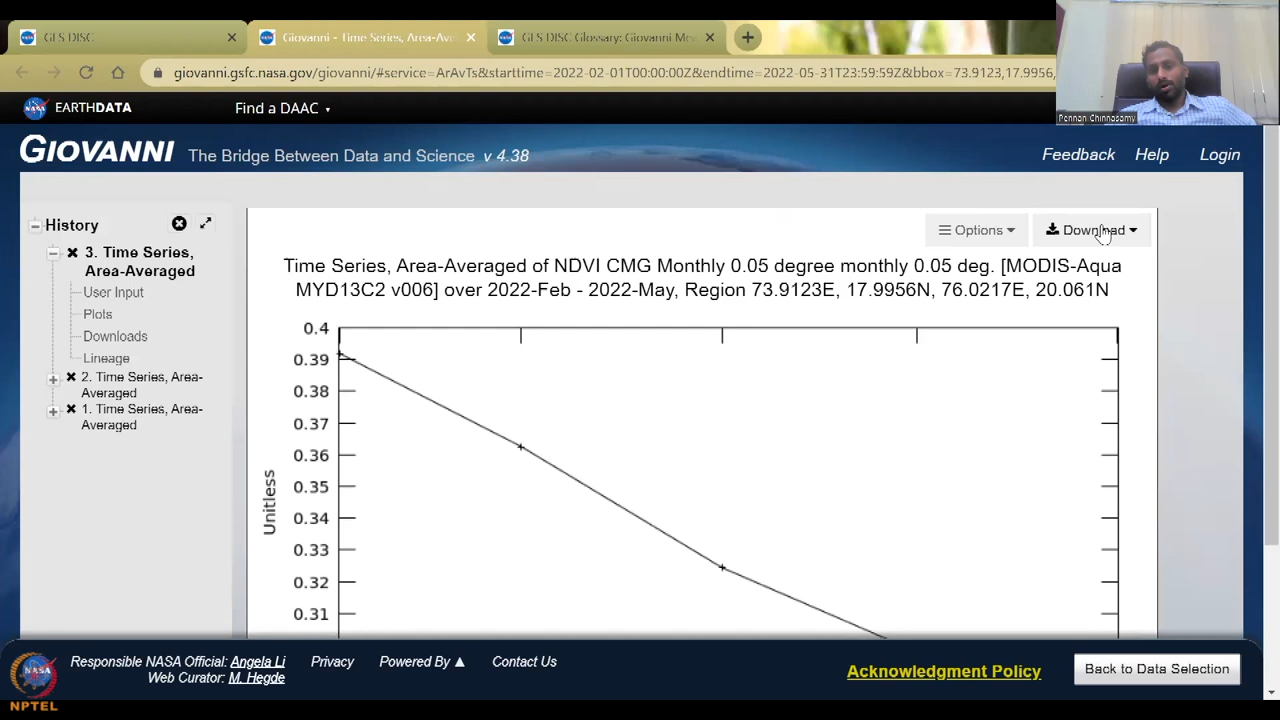 GES DISC
Giovanni - Time Series, Area-Av
GES DISC Glossary: Giovanni Mea
giovanni.gsfc.nasa.gov/giovanni/#service=ArAvTs&starttime=2022-02-01T00:00:00Z&endtime=2022-05-31T23:59:59Z&bbox=73.9123,17.9956,
Pennan Chinnasamy
EARTHDATA
Find a DAAC
GIOVANNI The Bridge Between Data and Science v 4.38
Feedback Help Login
History
3. Time Series,
Area-Averaged
User Input
Plots
Downloads
Lineage
2. Time Series, Area-
Averaged
1. Time Series, Area-
Averaged
Options
Download
Time Series, Area-Averaged of NDVI CMG Monthly 0.05 degree monthly 0.05 deg. [MODIS-Aqua
MYD13C2 v006] over 2022-Feb - 2022-May, Region 73.9123E, 17.9956N, 76.0217E, 20.061N
0.4
0.39
0.38
0.37
0.36
0.35
0.34
0.33
0.32
0.31
Unitless
Responsible NASA Official: Angela Li
Web Curator: M. Hegde
Privacy
Powered By
Contact Us
Acknowledgment Policy
Back to Data Selection
NPTEL